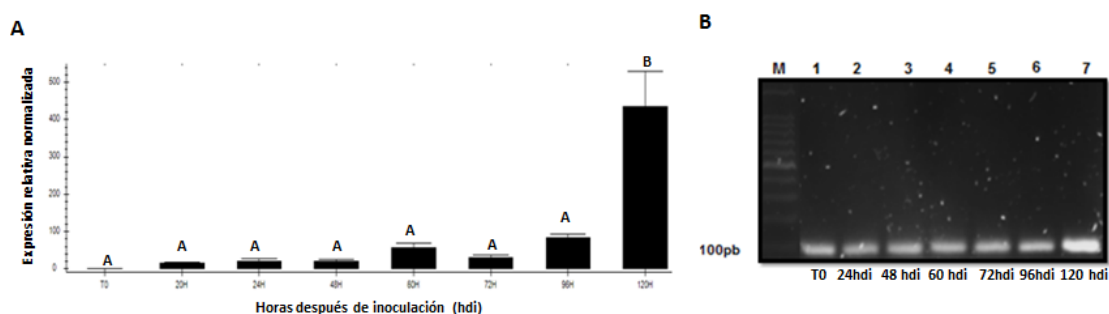 A
Expresión relativa normalizada
500
400
300
200
100
0
A
A
A
A
A
A
A
B
T0
20H
24H
48H
60H
72H
96H
120H
Horas después de inoculación (hdi)
B
M 1 2 3 4 5 6 7
100pb
T0 24hdi 48 hdi 60 hdi 72hdi 96hdi 120 hdi